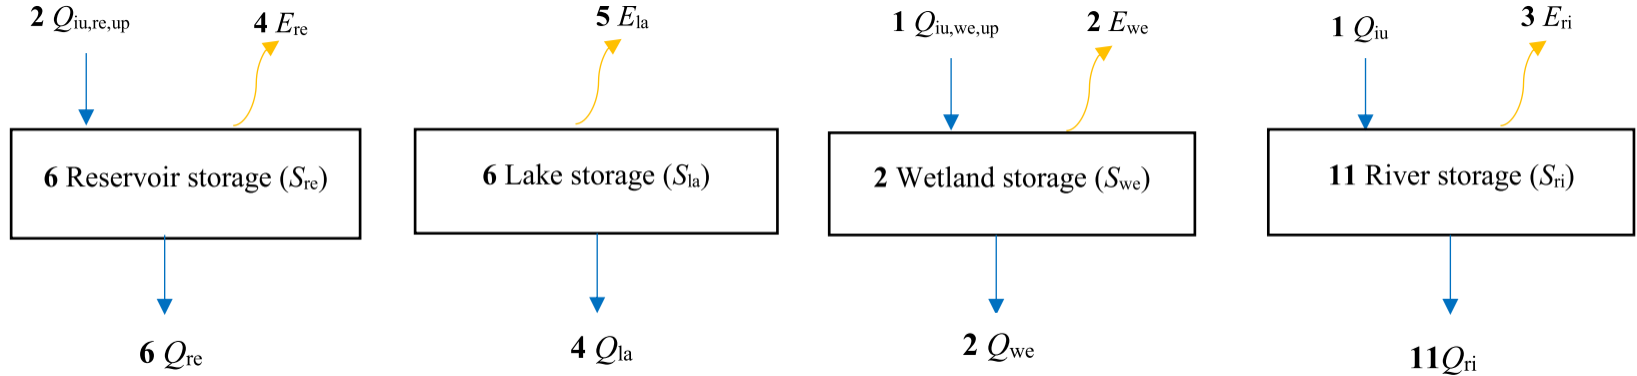 2 Qiu,re,up
4 Ere
5 Ela
1 Qiu,we,up
2 Ewe
1 Qiu
3 Eri
6 Reservoir storage (Sre)
6 Lake storage (Sla)
2 Wetland storage (Swe)
11 River storage (Sri)
6 Qre
4 Qla
2 Qwe
11Qri